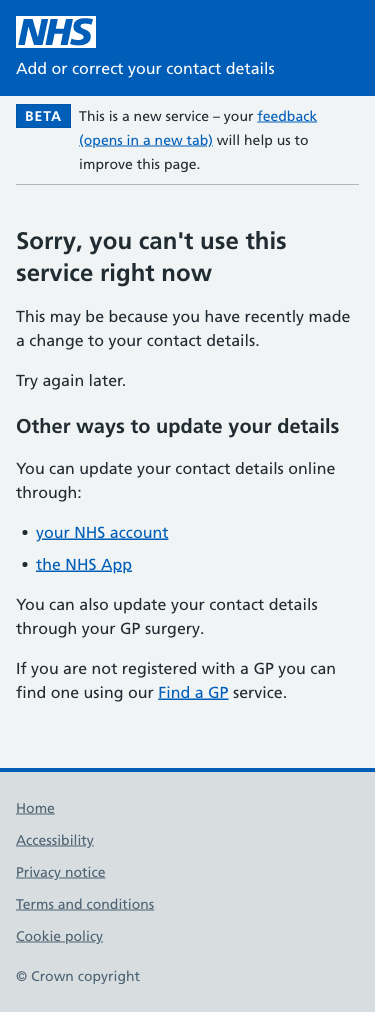 NHS
Add or correct your contact details
BETA
This is a new service – your feedback
(opens in a new tab) will help us to
improve this page.
Sorry, you can't use this
service right now
This may be because you have recently made
a change to your contact details.
Try again later.
Other ways to update your details
You can update your contact details online
through:
• your NHS account
• the NHS App
You can also update your contact details
through your GP surgery.
If you are not registered with a GP you can
find one using our Find a GP service.
Home
Accessibility
Privacy notice
Terms and conditions
Cookie policy
© Crown copyright